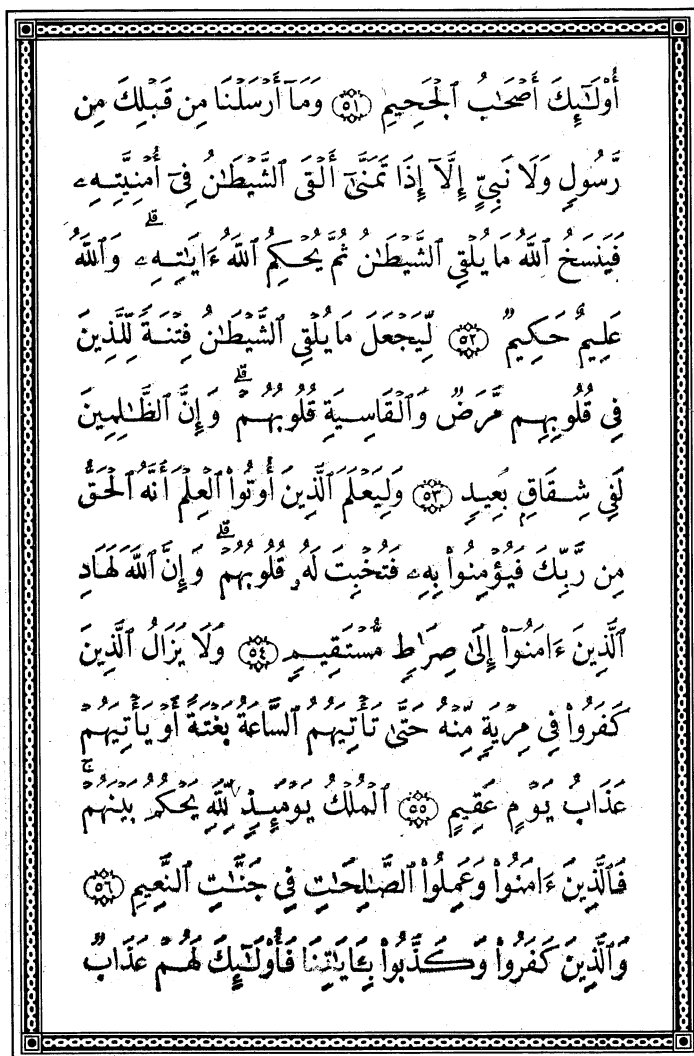 أُوْلَـٰٓئِكَ أَصْحَـٰبُ ٱلْجَحِيمِ ﴿٥١﴾ وَمَآ أَرْسَلْنَا مِن قَبْلِكَ مِن
رَّسُولٍ وَلَا نَبِىٍّ إِلَّآ إِذَا تَمَنَّىٰٓ أَلْقَى ٱلشَّيْطَـٰنُ فِىٓ أُمْنِيَّتِهِۦ
فَيَنسَخُ ٱللَّهُ مَا يُلْقِى ٱلشَّيْطَـٰنُ ثُمَّ يُحْكِمُ ٱللَّهُ ءَايَـٰتِهِۦ ۗ وَٱللَّهُ
عَلِيمٌ حَكِيمٌ ﴿٥٢﴾ لِّيَجْعَلَ مَا يُلْقِى ٱلشَّيْطَـٰنُ فِتْنَةً لِّلَّذِينَ
فِى قُلُوبِهِم مَّرَضٌ وَٱلْقَاسِيَةِ قُلُوبُهُمْ ۗ وَإِنَّ ٱلظَّـٰلِمِينَ
لَفِى شِقَاقٍۭ بَعِيدٍ ﴿٥٣﴾ وَلِيَعْلَمَ ٱلَّذِينَ أُوتُواْ ٱلْعِلْمَ أَنَّهُ ٱلْحَقُّ
مِن رَّبِّكَ فَيُؤْمِنُواْ بِهِۦ فَتُخْبِتَ لَهُۥ قُلُوبُهُمْ ۗ وَإِنَّ ٱللَّهَ لَهَادِ
ٱلَّذِينَ ءَامَنُوٓاْ إِلَىٰ صِرَٰطٍ مُّسْتَقِيمٍ ﴿٥٤﴾ وَلَا يَزَالُ ٱلَّذِينَ
كَفَرُواْ فِى مِرْيَةٍ مِّنْهُ حَتَّىٰ تَأْتِيَهُمُ ٱلسَّاعَةُ بَغْتَةً أَوْ يَأْتِيَهُمْ
عَذَابُ يَوْمٍ عَقِيمٍ ﴿٥٥﴾ ٱلْمُلْكُ يَوْمَئِذٍ لِّلَّهِ يَحْكُمُ بَيْنَهُمْ ۚ
فَٱلَّذِينَ ءَامَنُواْ وَعَمِلُواْ ٱلصَّـٰلِحَـٰتِ فِى جَنَّـٰتِ ٱلنَّعِيمِ ﴿٥٦﴾
وَٱلَّذِينَ كَفَرُواْ وَكَذَّبُواْ بِـَٔايَـٰتِنَا فَأُوْلَـٰٓئِكَ لَهُمْ عَذَابٌ